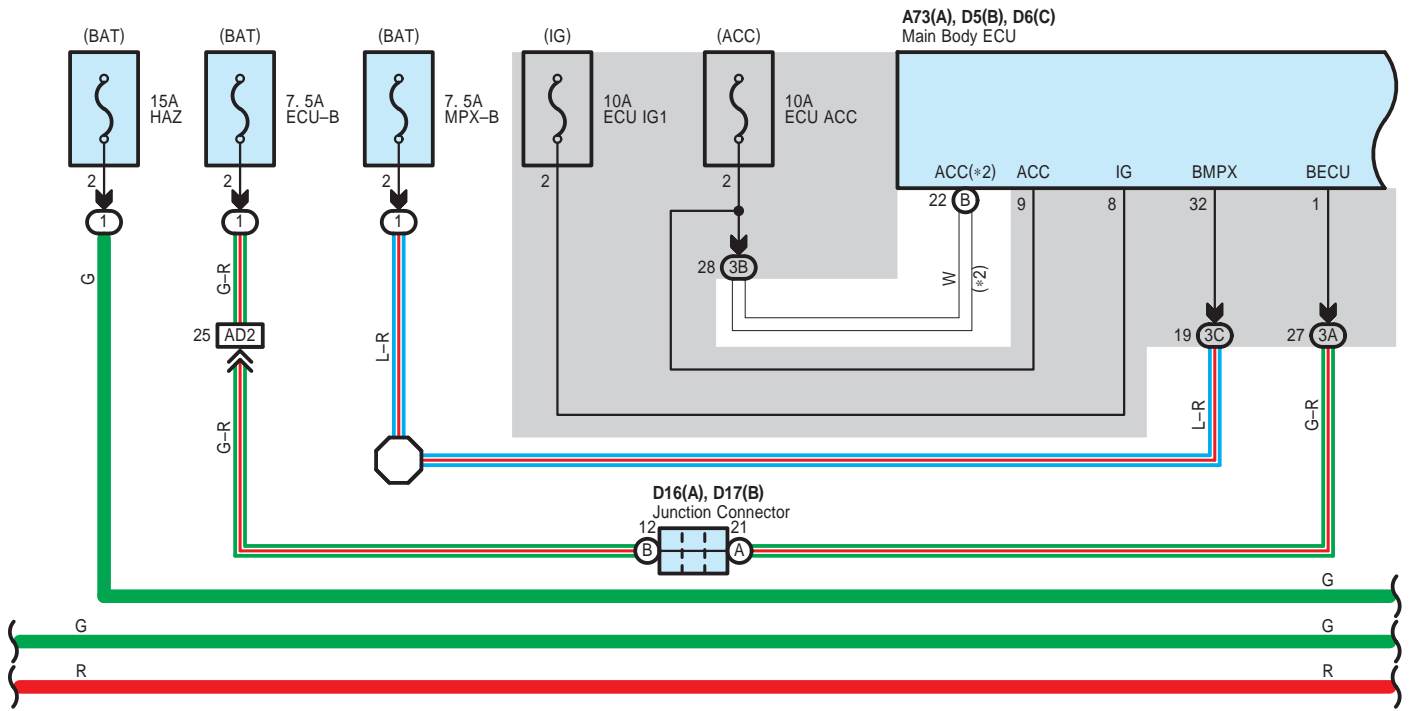 A73(A), D5(B), D6(C)
Main Body ECU
(BAT)
(BAT)
(BAT)
(IG)
(ACC)
15A
HAZ
7. 5A
ECU–B
7. 5A
MPX–B
10A
ECU IG1
10A
ECU ACC
2
2
2
2
2
ACC(*2)
ACC
IG
BMPX
BECU
22
B
9
8
32
1
1
1
1
28
3B
G
G–R
W
(*2)
25
AD2
L–R
19
3C
27
3A
G–R
L–R
G–R
D16(A), D17(B)
Junction Connector
12
21
B
A
G
G
G
R
R